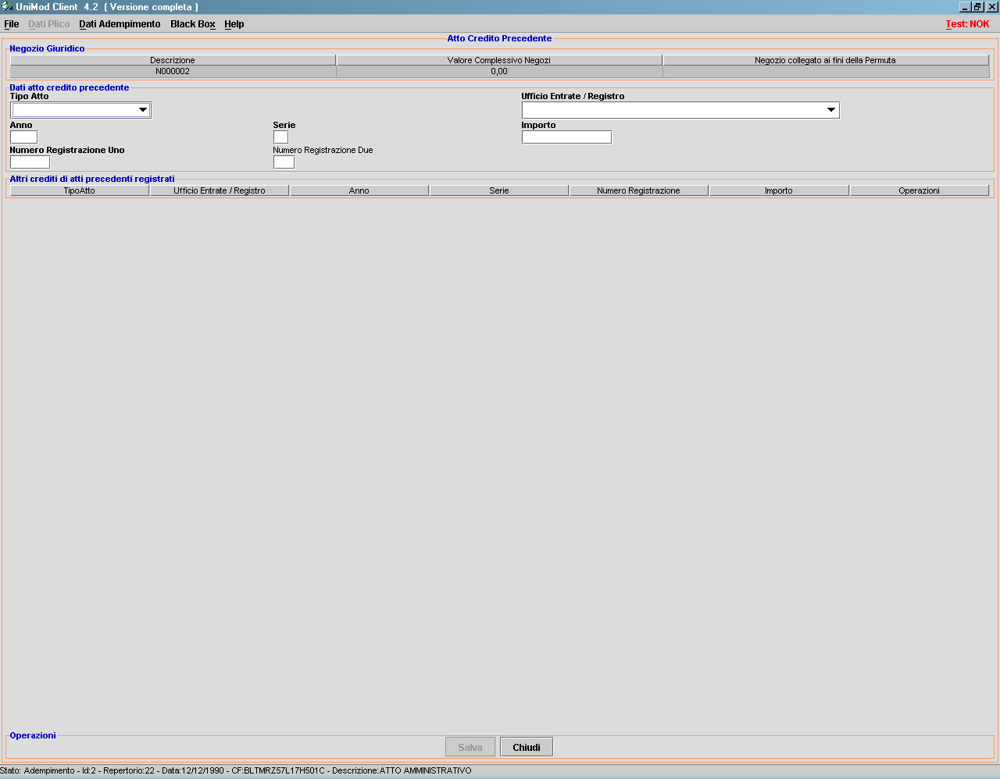 UniMod Client 4.2 ( Versione completa )
File Dati Plico Dati Adempimento Black Box Help Test: NOK
Atto Credito Precedente
Negozio Giuridico
Descrizione Valore Complessivo Negozi Negozio collegato ai fini della Permuta
N000002 0,00
Dati atto credito precedente
Tipo Atto Ufficio Entrate / Registro
Anno Serie Importo
Numero Registrazione Uno Numero Registrazione Due
Altri crediti di atti precedenti registrati
TipoAtto Ufficio Entrate / Registro Anno Serie Numero Registrazione Importo Operazioni
Operazioni
Salva Chiudi
Stato: Adempimento - Id:2 - Repertorio:22 - Data:12/12/1990 - CF:BLTMRZ57L17H501C - Descrizione:ATTO AMMINISTRATIVO